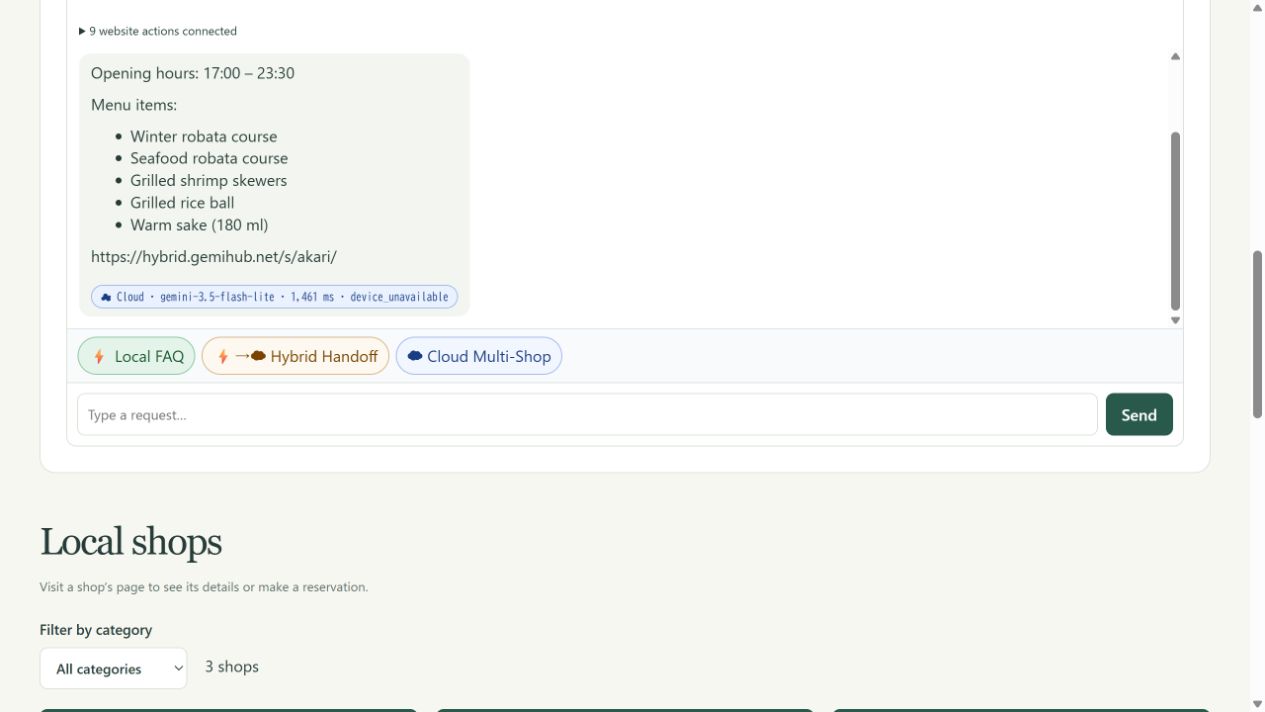 ▶ 9 website actions connected
Opening hours: 17:00 – 23:30
Menu items:
• Winter robata course
• Seafood robata course
• Grilled shrimp skewers
• Grilled rice ball
• Warm sake (180 ml)
https://hybrid.gemihub.net/s/akari/
☁ Cloud · gemini-3.5-flash-lite · 1,461 ms · device_unavailable
⚡ Local FAQ
⚡→☁ Hybrid Handoff
☁ Cloud Multi-Shop
Type a request…
Send
Local shops
Visit a shop's page to see its details or make a reservation.
Filter by category
All categories
3 shops